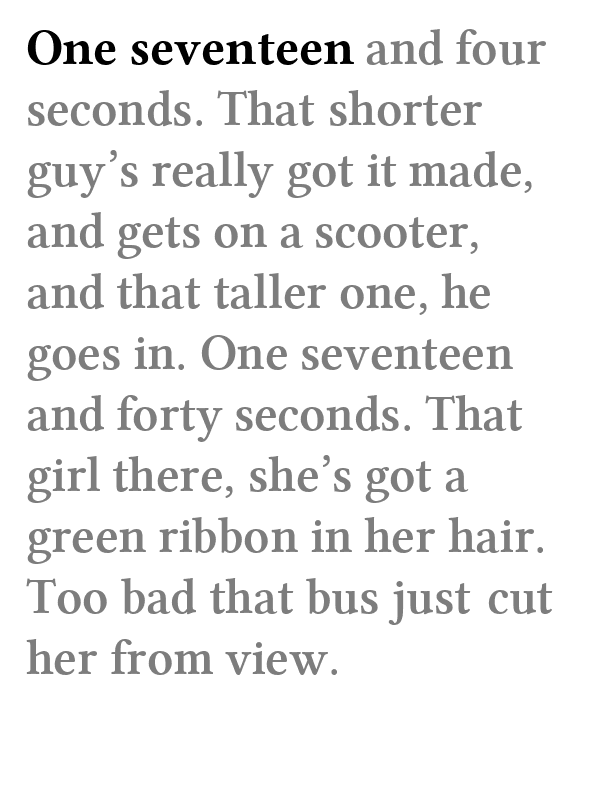 One seventeen and four
seconds. That shorter
guy’s really got it made,
and gets on a scooter,
and that taller one, he
goes in. One seventeen
and forty seconds. That
girl there, she’s got a
green ribbon in her hair.
Too bad that bus just cut
her from view.